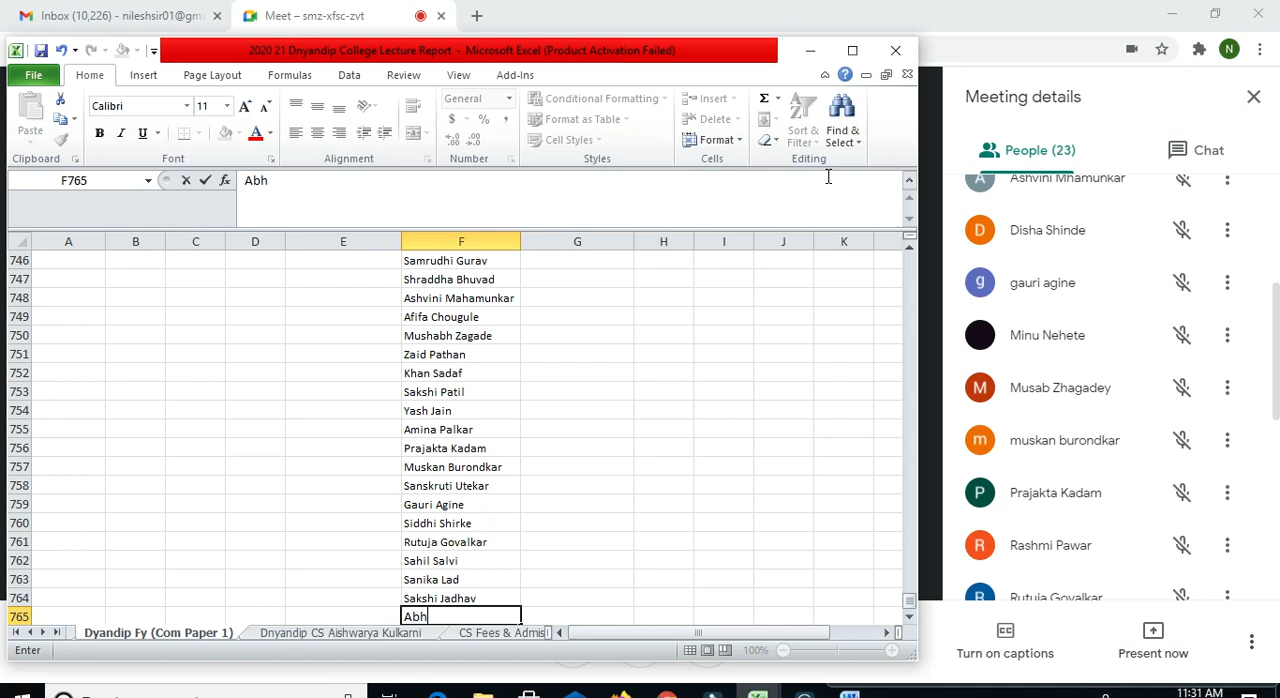 Inbox (10,226) - nileshsir01@gm
Meet – smz-xfsc-zvt
2020 21 Dnyandip College Lecture Report - Microsoft Excel (Product Activation Failed)
N
File Home Insert Page Layout Formulas Data Review View Add-Ins
Paste
Calibri 11
B I U
General
$ % ,
Conditional Formatting
Format as Table
Cell Styles
Insert
Delete
Format
Sort & Filter
Find & Select
Clipboard Font Alignment Number Styles Cells Editing
F765 fx Abh
A B C D E F G H I J K
746 Samrudhi Gurav
747 Shraddha Bhuvad
748 Ashvini Mahamunkar
749 Afifa Chougule
750 Mushabh Zagade
751 Zaid Pathan
752 Khan Sadaf
753 Sakshi Patil
754 Yash Jain
755 Amina Palkar
756 Prajakta Kadam
757 Muskan Burondkar
758 Sanskruti Utekar
759 Gauri Agine
760 Siddhi Shirke
761 Rutuja Govalkar
762 Sahil Salvi
763 Sanika Lad
764 Sakshi Jadhav
765 Abh
Dyandip Fy (Com Paper 1) Dnyandip CS Aishwarya Kulkarni CS Fees & Admis
Enter 100%
Meeting details
People (23) Chat
A Ashvini Mhamunkar
D Disha Shinde
g gauri agine
Minu Nehete
M Musab Zhagadey
m muskan burondkar
P Prajakta Kadam
R Rashmi Pawar
R Rutuja Govalkar
Turn on captions
Present now
11:31 AM